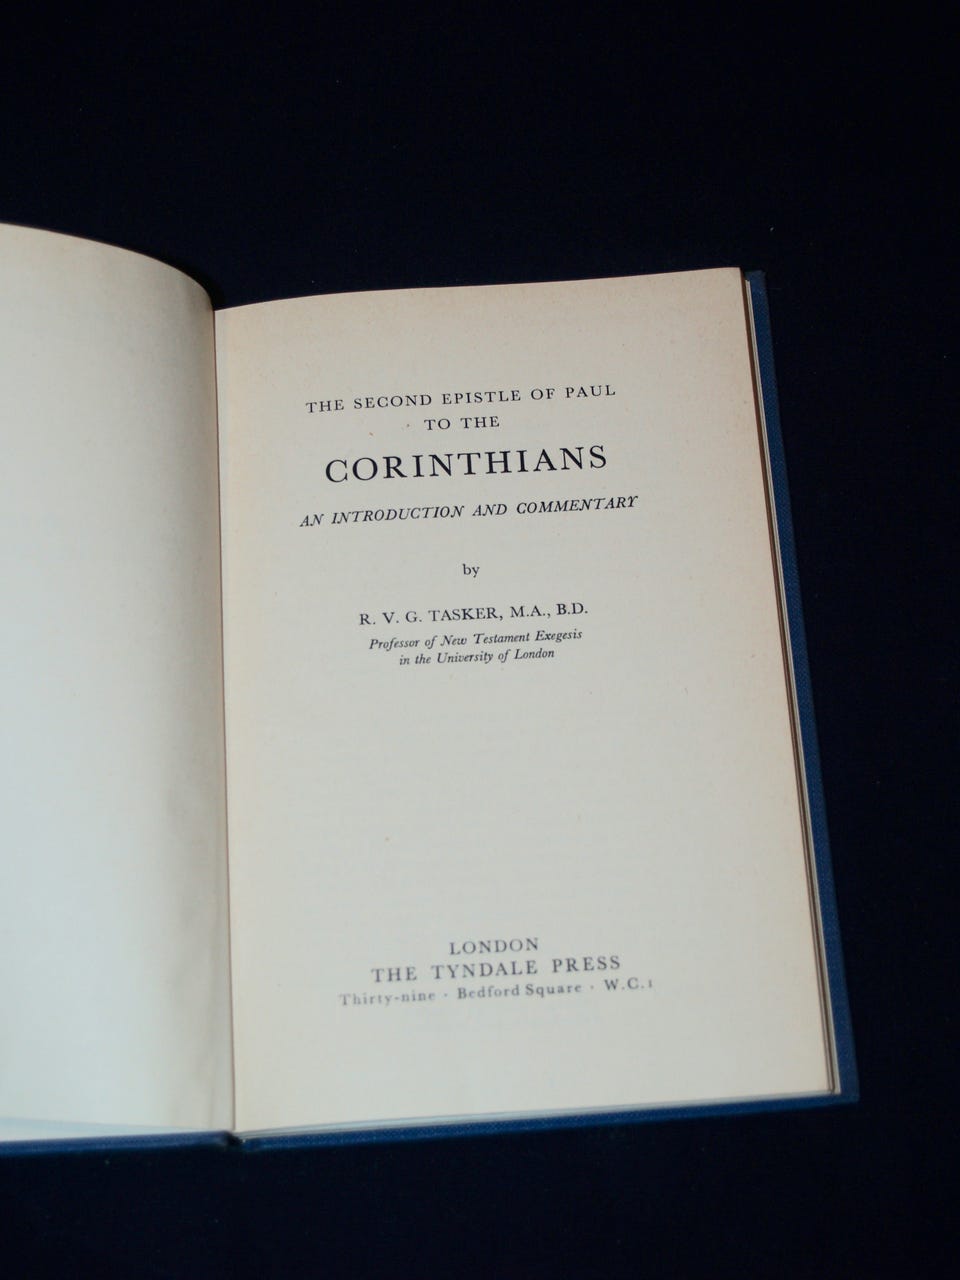 THE SECOND EPISTLE OF PAUL
TO THE
CORINTHIANS
AN INTRODUCTION AND COMMENTARY
by
R. V. G. TASKER, M.A., B.D.
Professor of New Testament Exegesis
in the University of London
LONDON
THE TYNDALE PRESS
Thirty-nine · Bedford Square · W.C.1